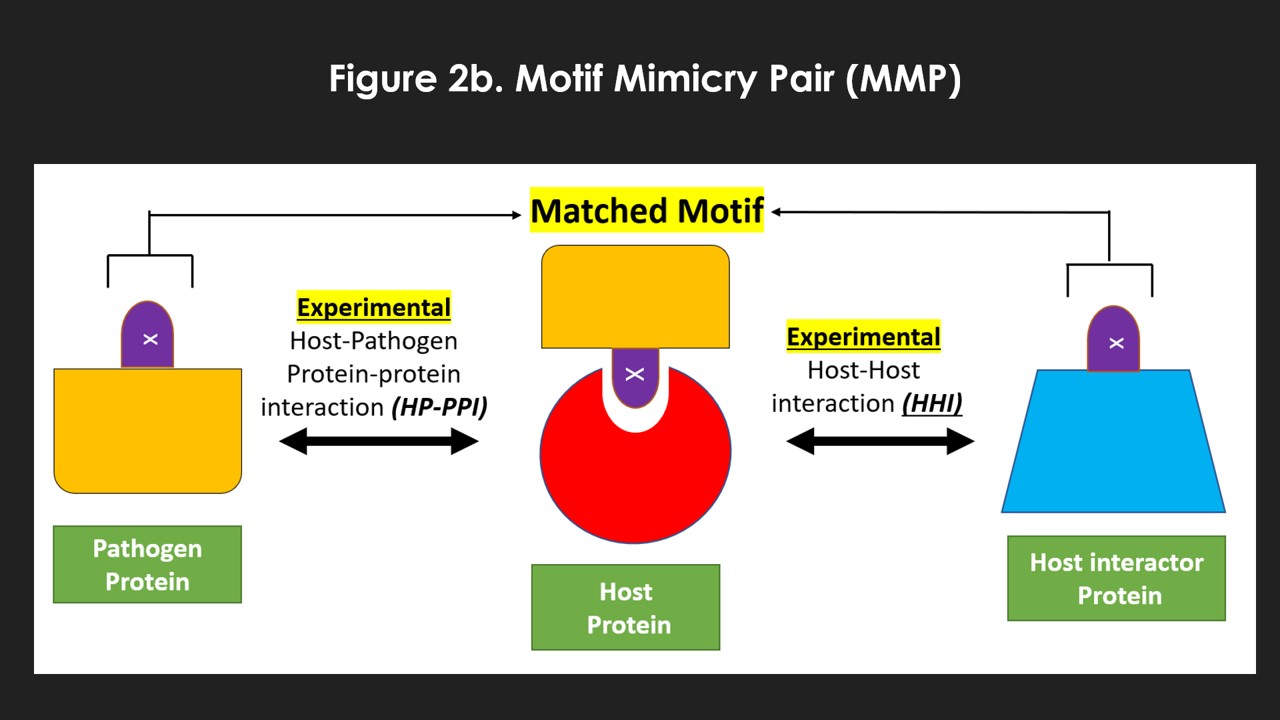 Figure 2b. Motif Mimicry Pair (MMP)
Matched Motif
Experimental
Host-Pathogen
Protein-protein
interaction (HP-PPI)
Experimental
Host-Host
interaction (HHI)
X
X
X
Pathogen
Protein
Host
Protein
Host interactor
Protein